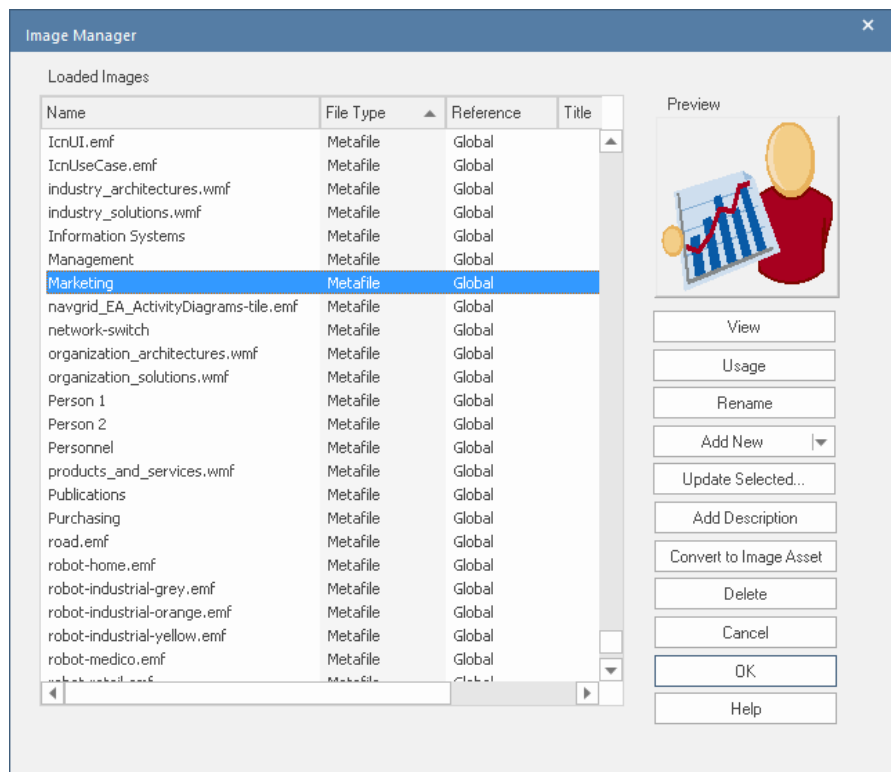 Image Manager
Loaded Images
Name File Type Reference Title
IcnUI.emf Metafile Global
IcnUseCase.emf Metafile Global
industry_architectures.wmf Metafile Global
industry_solutions.wmf Metafile Global
Information Systems Metafile Global
Management Metafile Global
Marketing Metafile Global
navgrid_EA_ActivityDiagrams-tile.emf Metafile Global
network-switch Metafile Global
organization_architectures.wmf Metafile Global
organization_solutions.wmf Metafile Global
Person 1 Metafile Global
Person 2 Metafile Global
Personnel Metafile Global
products_and_services.wmf Metafile Global
Publications Metafile Global
Purchasing Metafile Global
road.emf Metafile Global
robot-home.emf Metafile Global
robot-industrial-grey.emf Metafile Global
robot-industrial-orange.emf Metafile Global
robot-industrial-yellow.emf Metafile Global
robot-medico.emf Metafile Global
Preview
View
Usage
Rename
Add New
Update Selected...
Add Description
Convert to Image Asset
Delete
Cancel
OK
Help